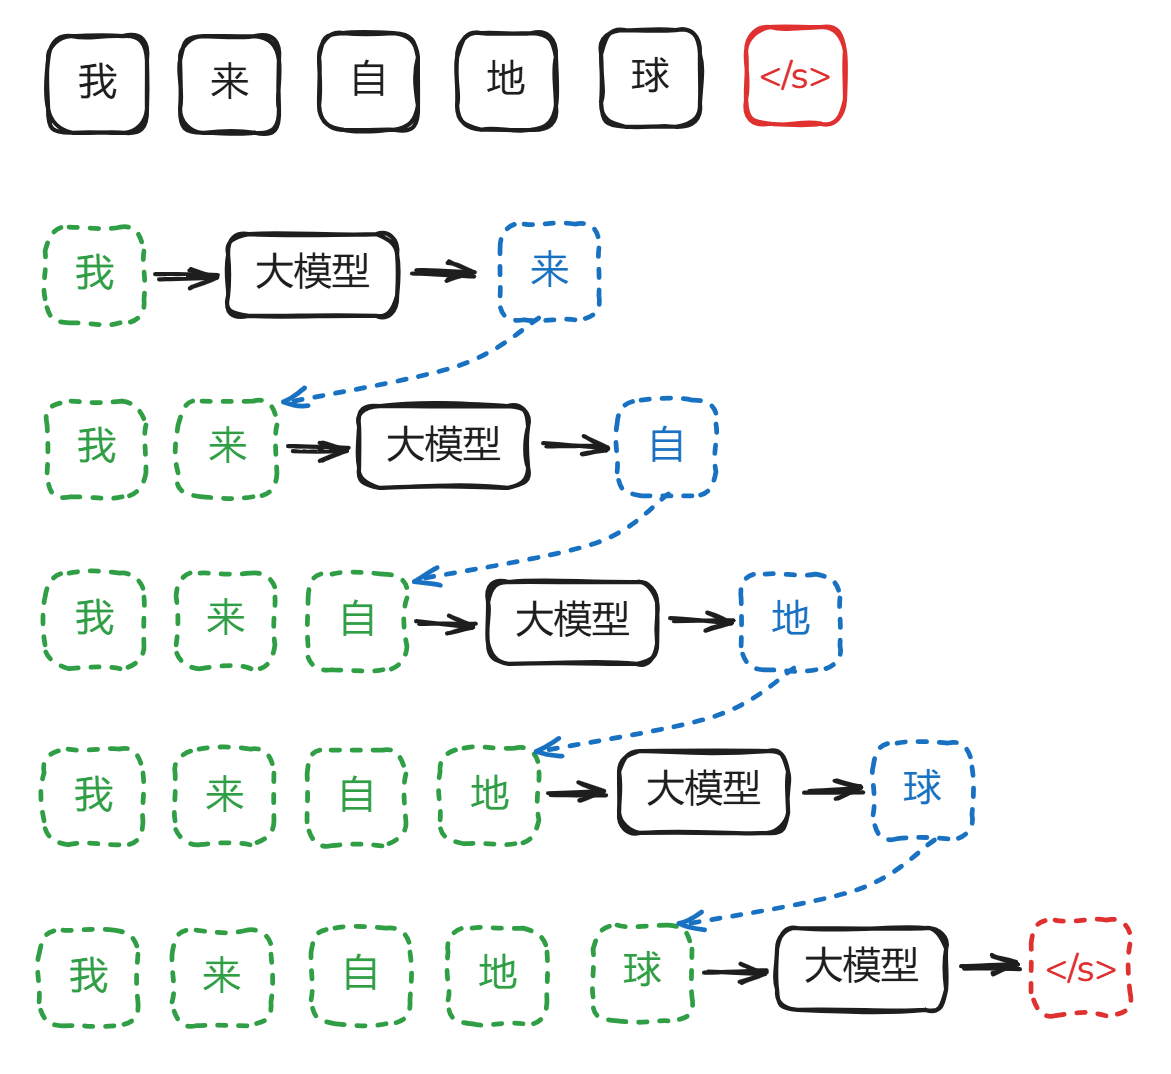 我 来 自 地 球 </s>
我 大模型 来
我 来 大模型 自
我 来 自 大模型 地
我 来 自 地 大模型 球
我 来 自 地 球 大模型 </s>